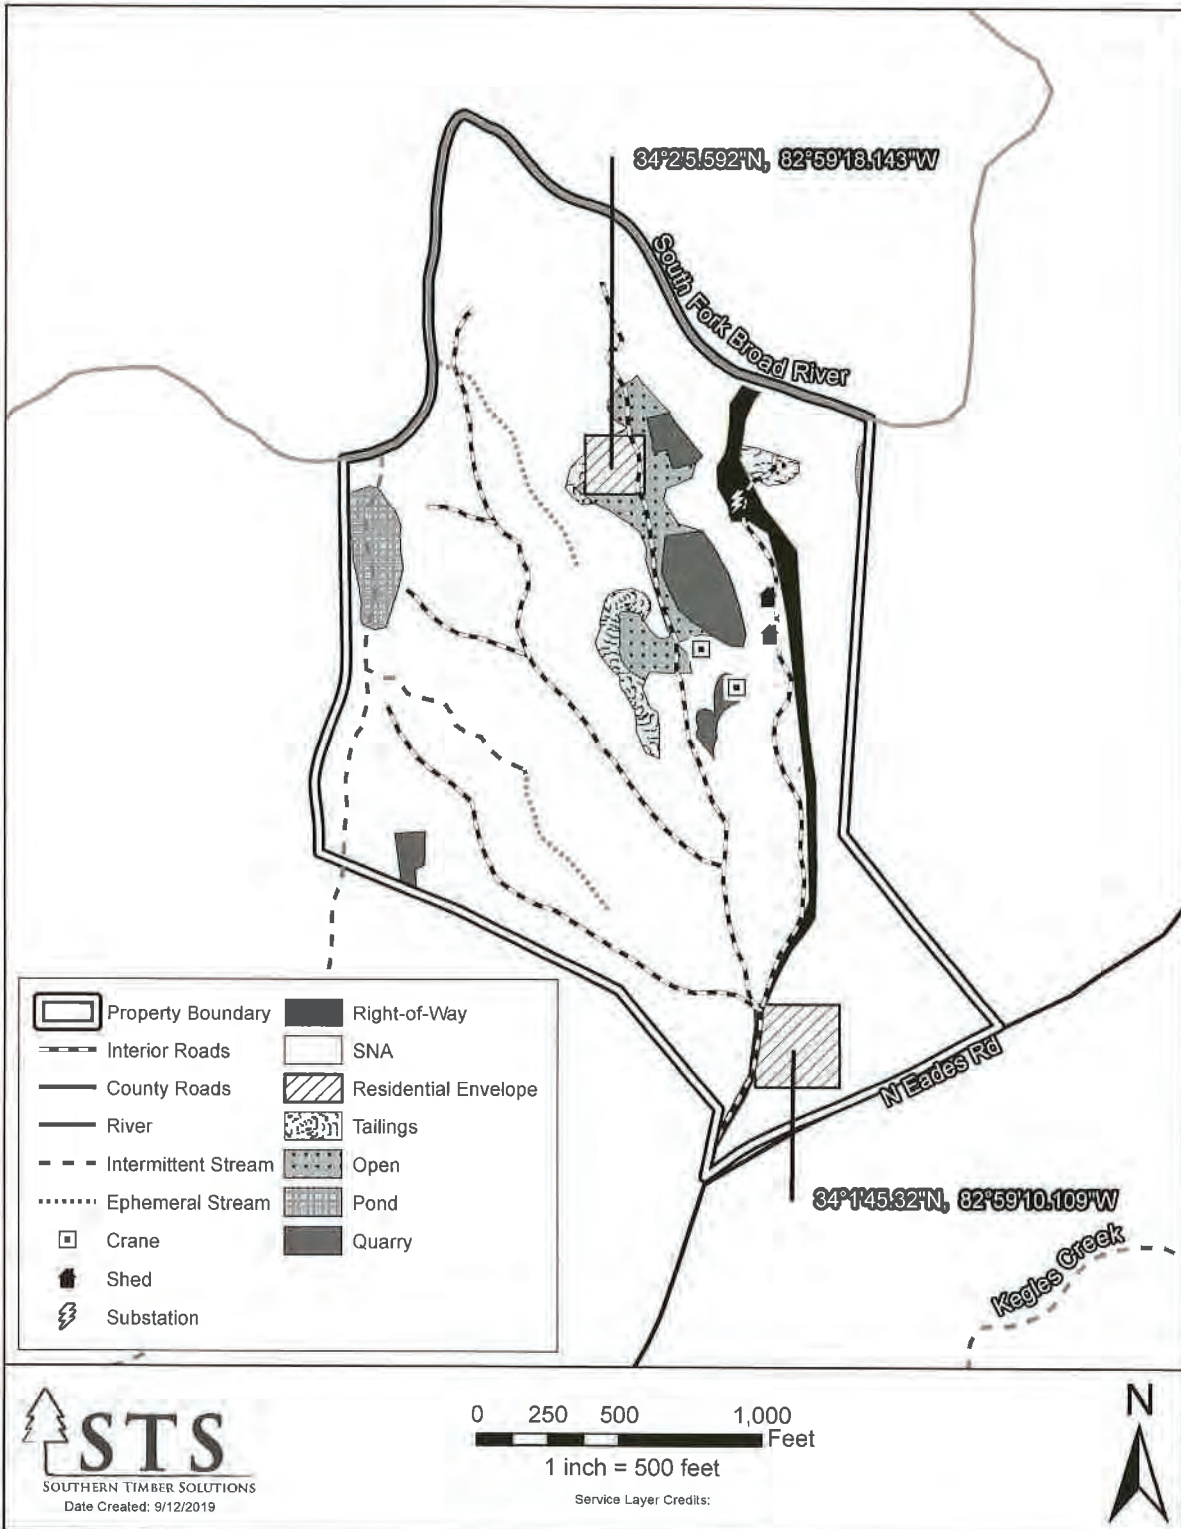 34°2'5.592"N, 82°59'18.143"W
South Fork Broad River
N Eades Rd
34°1'45.32"N, 82°59'10.109"W
Kegles Creek
Property Boundary
Interior Roads
County Roads
River
Intermittent Stream
Ephemeral Stream
Crane
Shed
Substation
Right-of-Way
SNA
Residential Envelope
Tailings
Open
Pond
Quarry
STS
SOUTHERN TIMBER SOLUTIONS
Date Created: 9/12/2019
0 250 500 1,000
Feet
1 inch = 500 feet
Service Layer Credits:
N